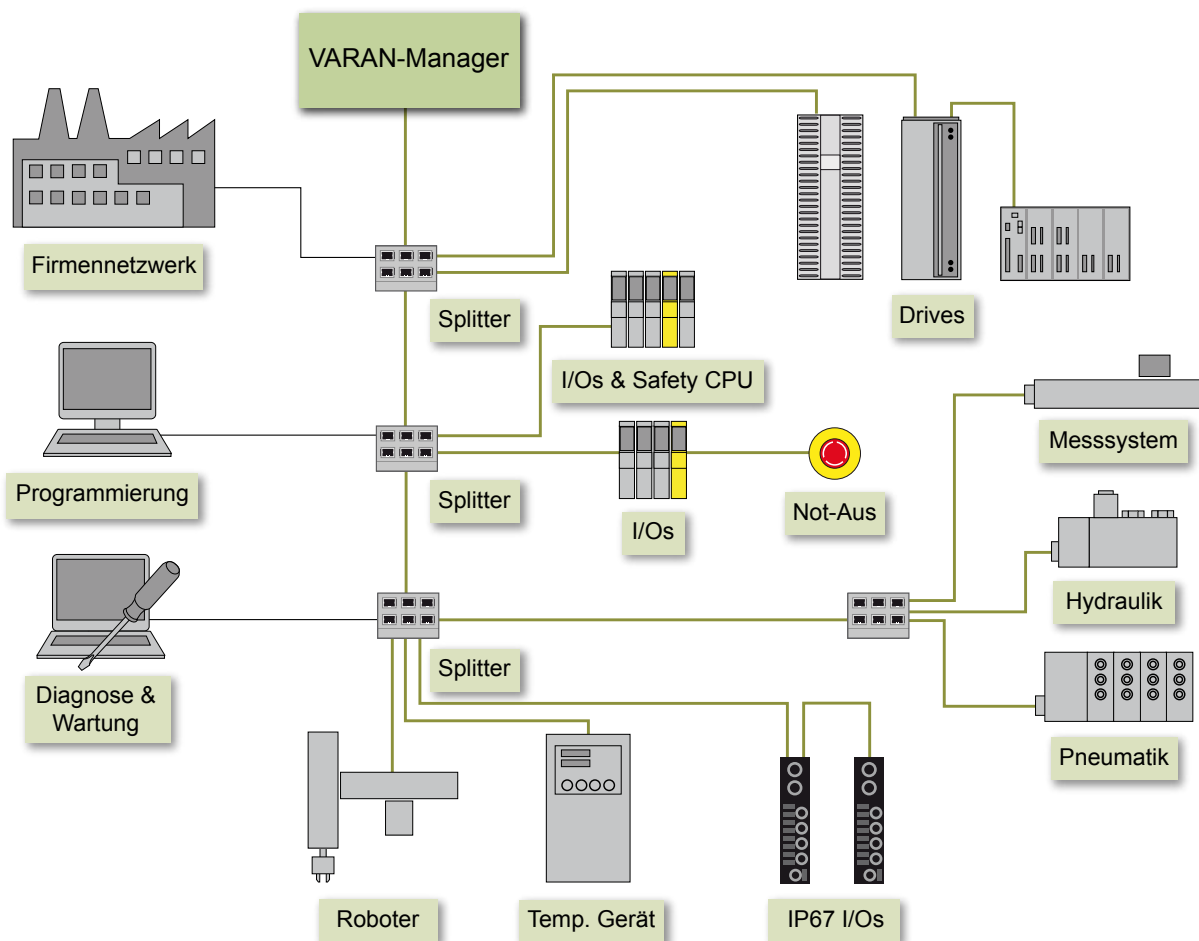 VARAN-Manager
Firmennetzwerk
Splitter
Drives
I/Os & Safety CPU
Programmierung
Splitter
I/Os
Not-Aus
Messsystem
Hydraulik
Diagnose &
Wartung
Splitter
Pneumatik
Roboter
Temp. Gerät
IP67 I/Os